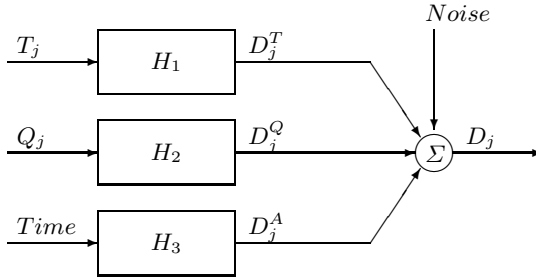 Noise
T_j H_1 D_j^T
Q_j H_2 D_j^Q Σ D_j
Time H_3 D_j^A